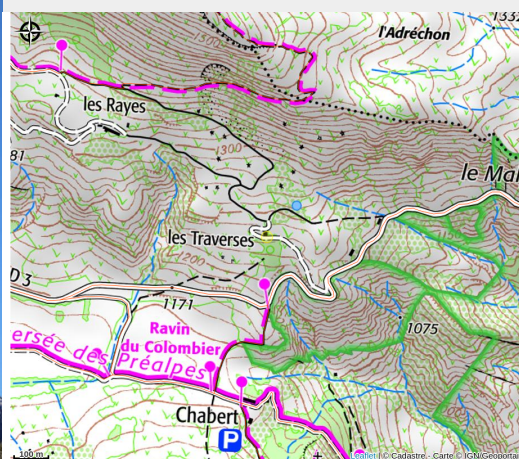 1332
l'Adréchon
1300
les Rayes
1300
81
le Mal
les Traverses
1200
D 3
1171
Ravin
du Colombier
1075
ersée des Préalpes
Chabert
P
100 m
Leaflet | © Cadastre - Carte © IGN/Geoportail